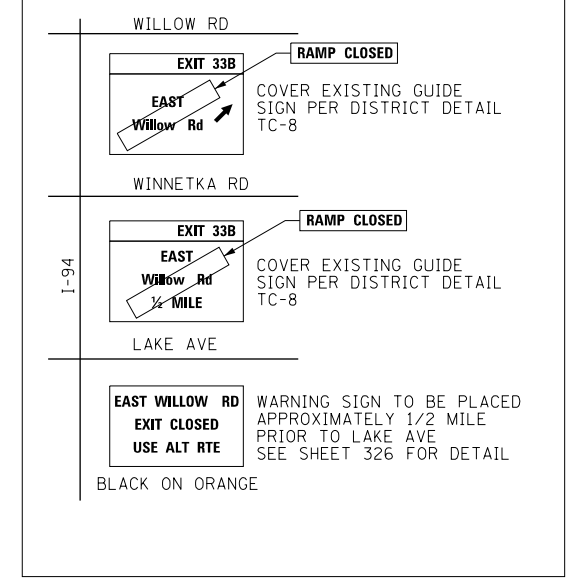 WILLOW RD
EXIT 33B
RAMP CLOSED
EAST
Willow Rd
COVER EXISTING GUIDE
SIGN PER DISTRICT DETAIL
TC-8
WINNETKA RD
EXIT 33B
RAMP CLOSED
EAST
Willow Rd
½ MILE
COVER EXISTING GUIDE
SIGN PER DISTRICT DETAIL
TC-8
I-94
LAKE AVE
EAST WILLOW RD
EXIT CLOSED
USE ALT RTE
WARNING SIGN TO BE PLACED
APPROXIMATELY 1/2 MILE
PRIOR TO LAKE AVE
SEE SHEET 326 FOR DETAIL
BLACK ON ORANGE